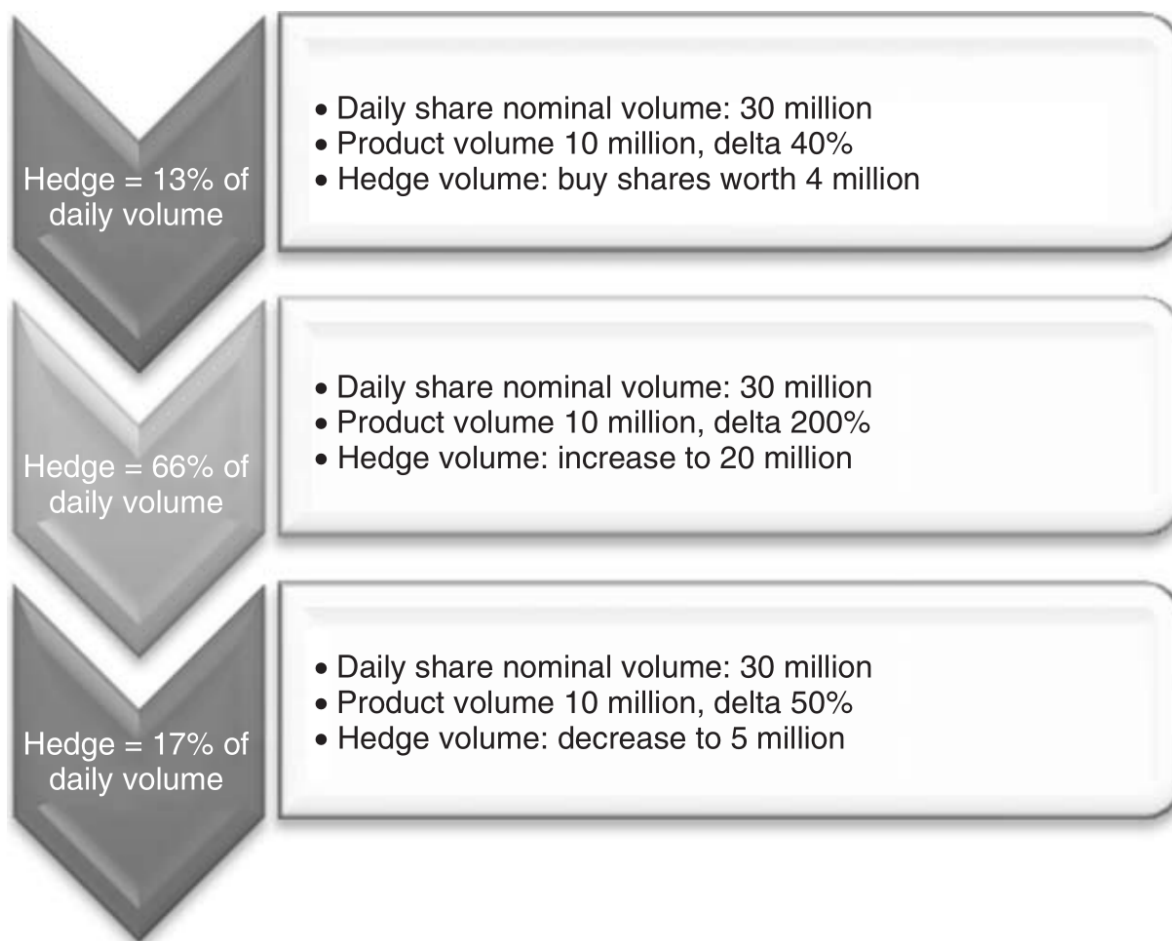 Hedge = 13% of
daily volume
• Daily share nominal volume: 30 million
• Product volume 10 million, delta 40%
• Hedge volume: buy shares worth 4 million
Hedge = 66% of
daily volume
• Daily share nominal volume: 30 million
• Product volume 10 million, delta 200%
• Hedge volume: increase to 20 million
Hedge = 17% of
daily volume
• Daily share nominal volume: 30 million
• Product volume 10 million, delta 50%
• Hedge volume: decrease to 5 million